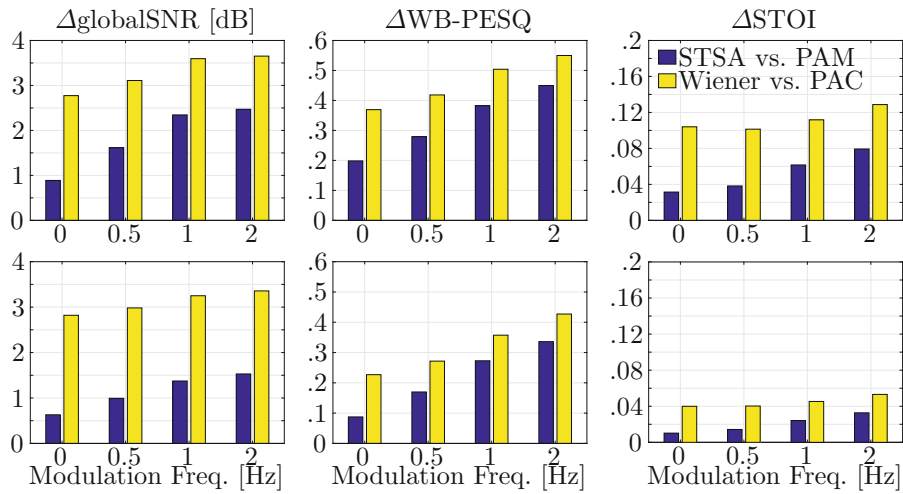 ΔglobalSNR [dB]
ΔWB-PESQ
ΔSTOI
4
3
2
1
0
0 0.5 1 2
.6
.5
.4
.3
.2
.1
0
0 0.5 1 2
.2
.16
.12
.08
.04
0
0 0.5 1 2
STSA vs. PAM
Wiener vs. PAC
4
3
2
1
0
0 0.5 1 2
Modulation Freq. [Hz]
.6
.5
.4
.3
.2
.1
0
0 0.5 1 2
Modulation Freq. [Hz]
.2
.16
.12
.08
.04
0
0 0.5 1 2
Modulation Freq. [Hz]